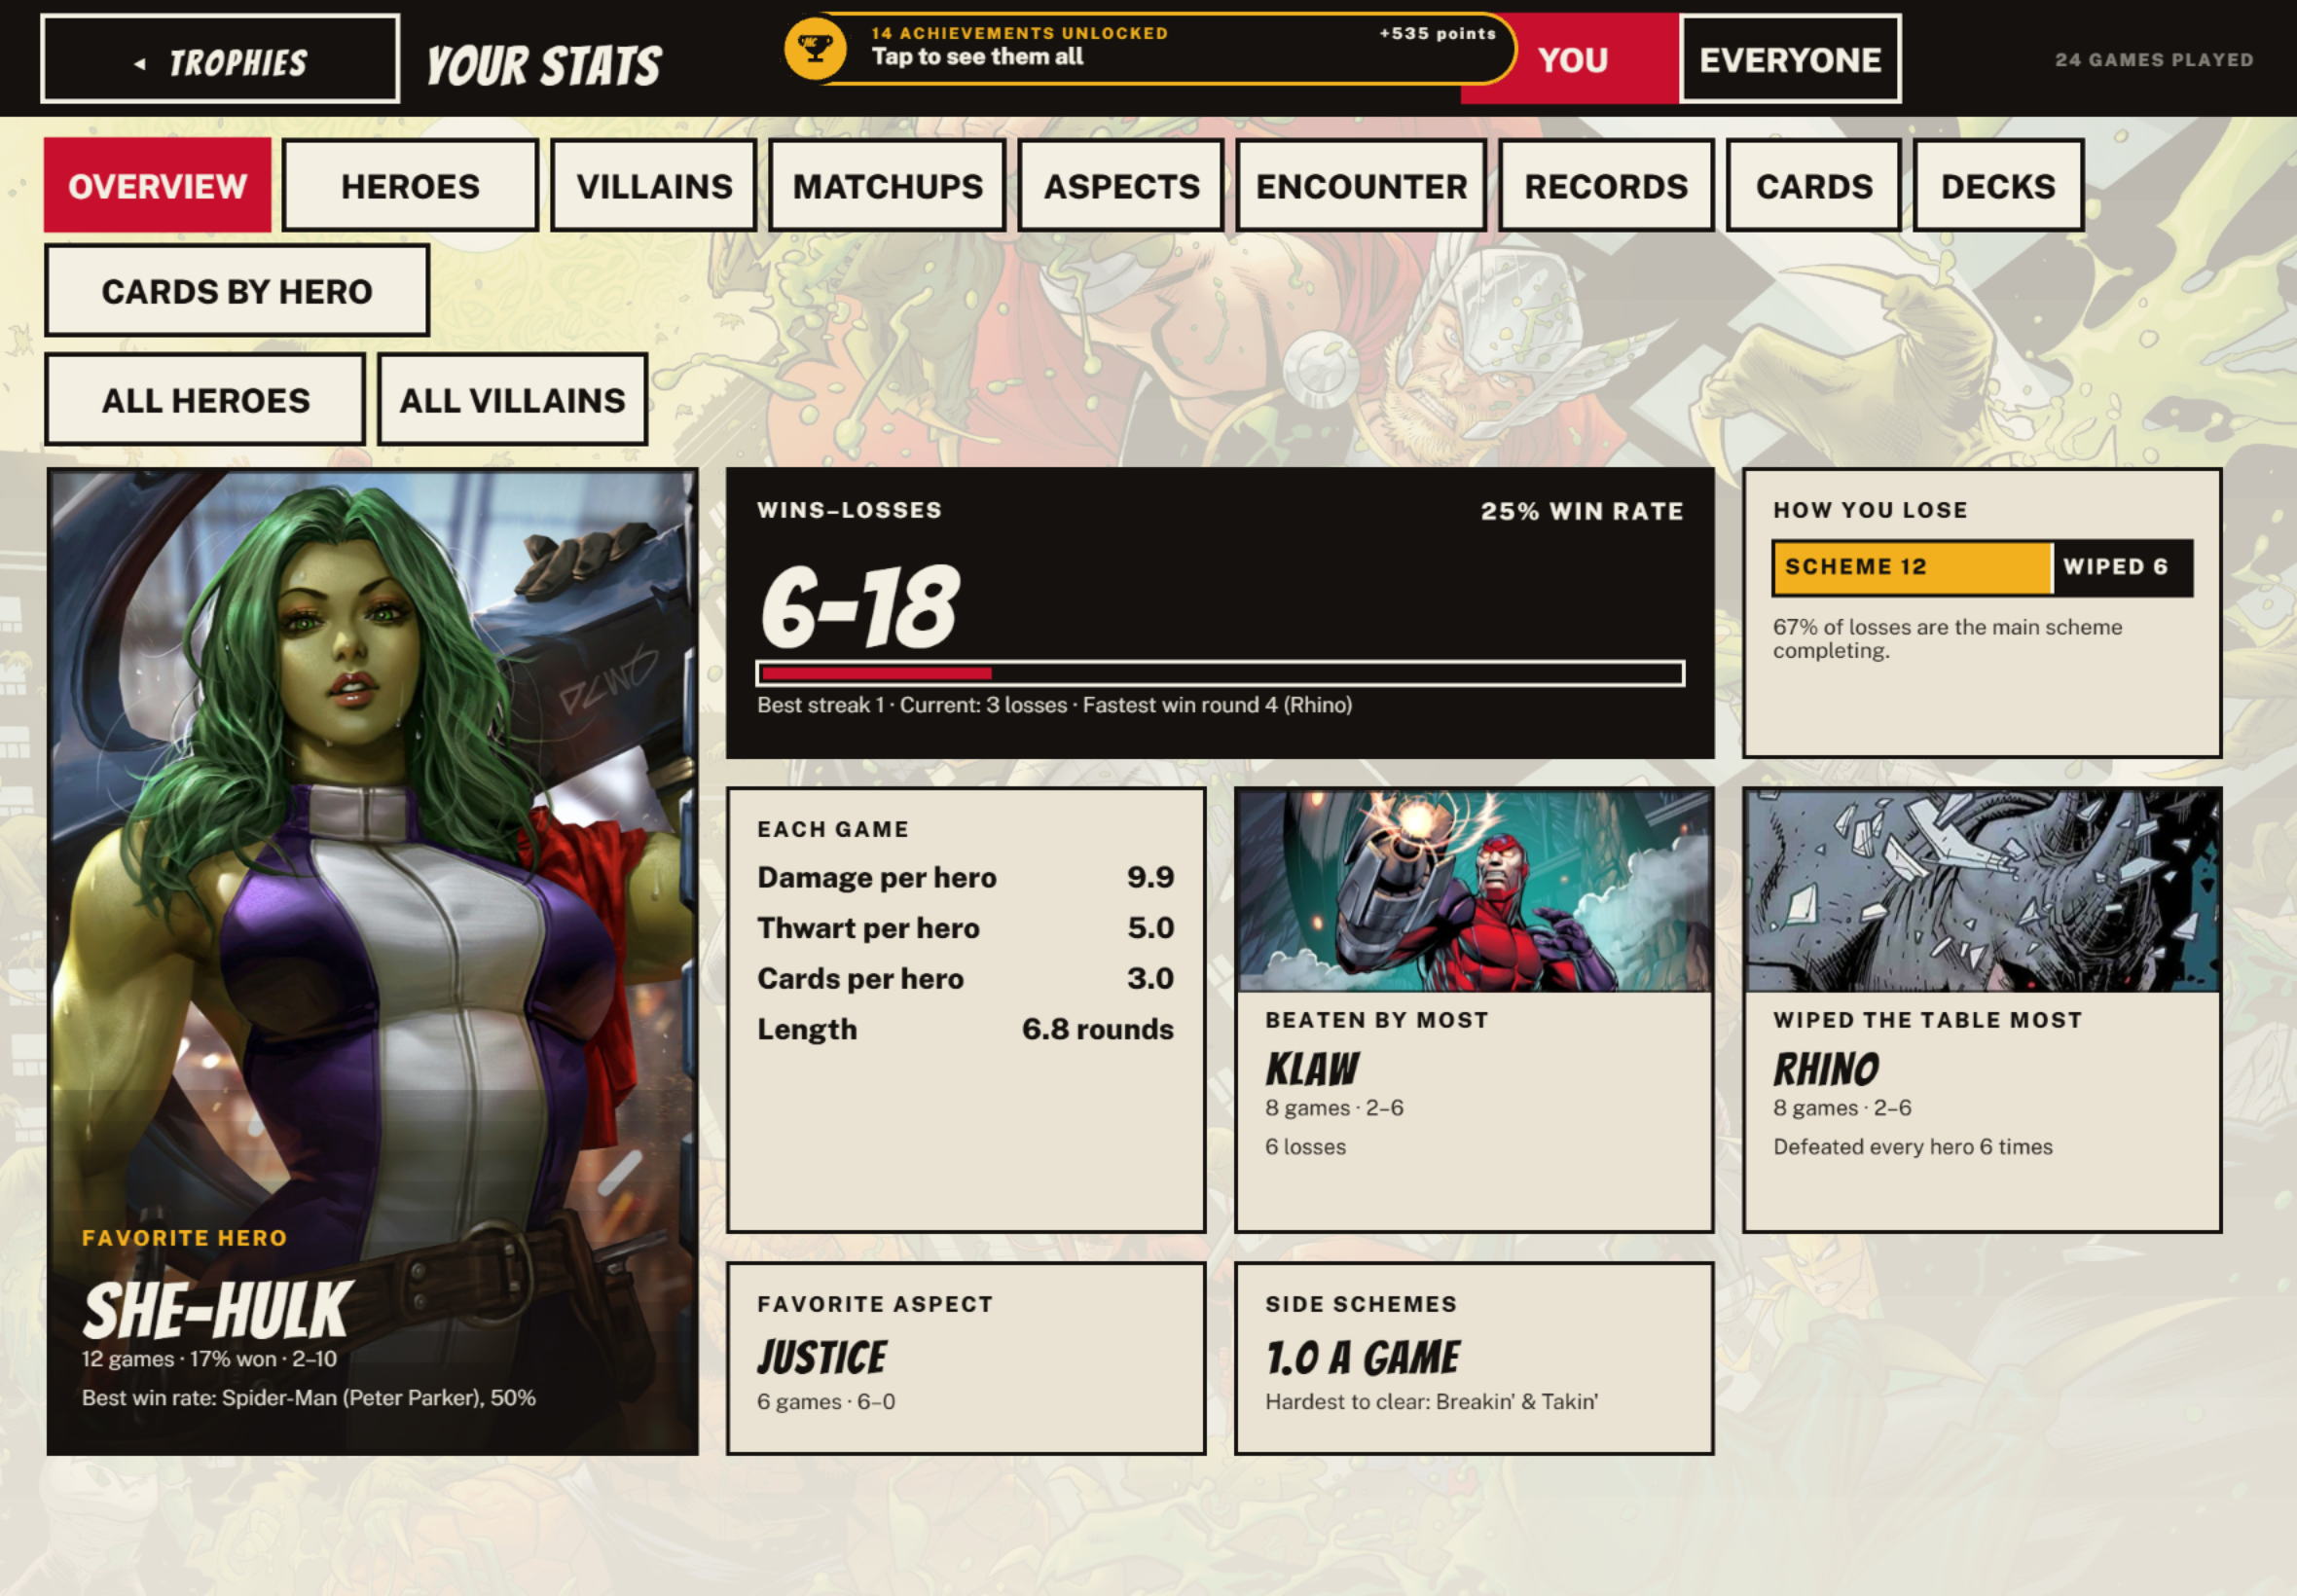 ◂ TROPHIES
YOUR STATS
14 ACHIEVEMENTS UNLOCKED
+535 points
Tap to see them all
YOU
EVERYONE
24 GAMES PLAYED
OVERVIEW
HEROES
VILLAINS
MATCHUPS
ASPECTS
ENCOUNTER
RECORDS
CARDS
DECKS
CARDS BY HERO
ALL HEROES
ALL VILLAINS
FAVORITE HERO
SHE-HULK
12 games · 17% won · 2–10
Best win rate: Spider-Man (Peter Parker), 50%
WINS–LOSSES
25% WIN RATE
6–18
Best streak 1 · Current: 3 losses · Fastest win round 4 (Rhino)
HOW YOU LOSE
SCHEME 12
WIPED 6
67% of losses are the main scheme
completing.
EACH GAME
Damage per hero 9.9
Thwart per hero 5.0
Cards per hero 3.0
Length 6.8 rounds
BEATEN BY MOST
KLAW
8 games · 2–6
6 losses
WIPED THE TABLE MOST
RHINO
8 games · 2–6
Defeated every hero 6 times
FAVORITE ASPECT
JUSTICE
6 games · 6–0
SIDE SCHEMES
1.0 A GAME
Hardest to clear: Breakin' & Takin'